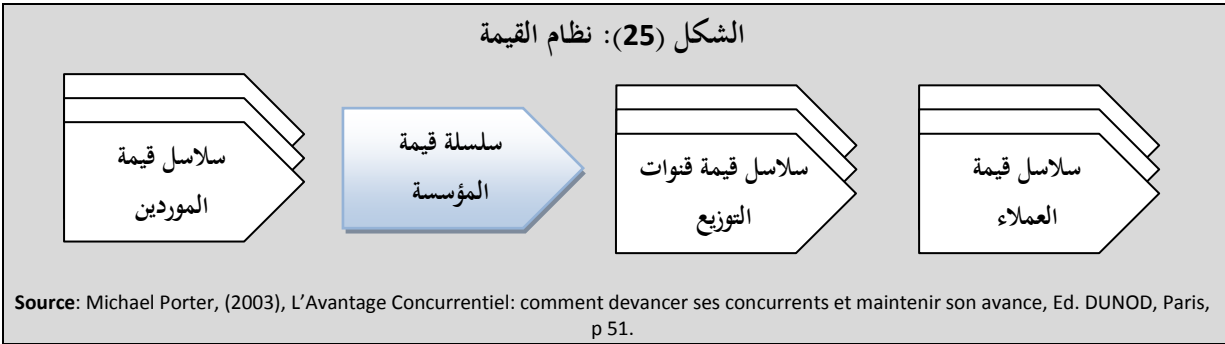 الشكل (25): نظام القيمة
سلاسل قيمة
الموردين
سلسلة قيمة
المؤسسة
سلاسل قيمة قنوات
التوزيع
سلاسل قيمة
العملاء
Source: Michael Porter, (2003), L’Avantage Concurrentiel: comment devancer ses concurrents et maintenir son avance, Ed. DUNOD, Paris,
p 51.